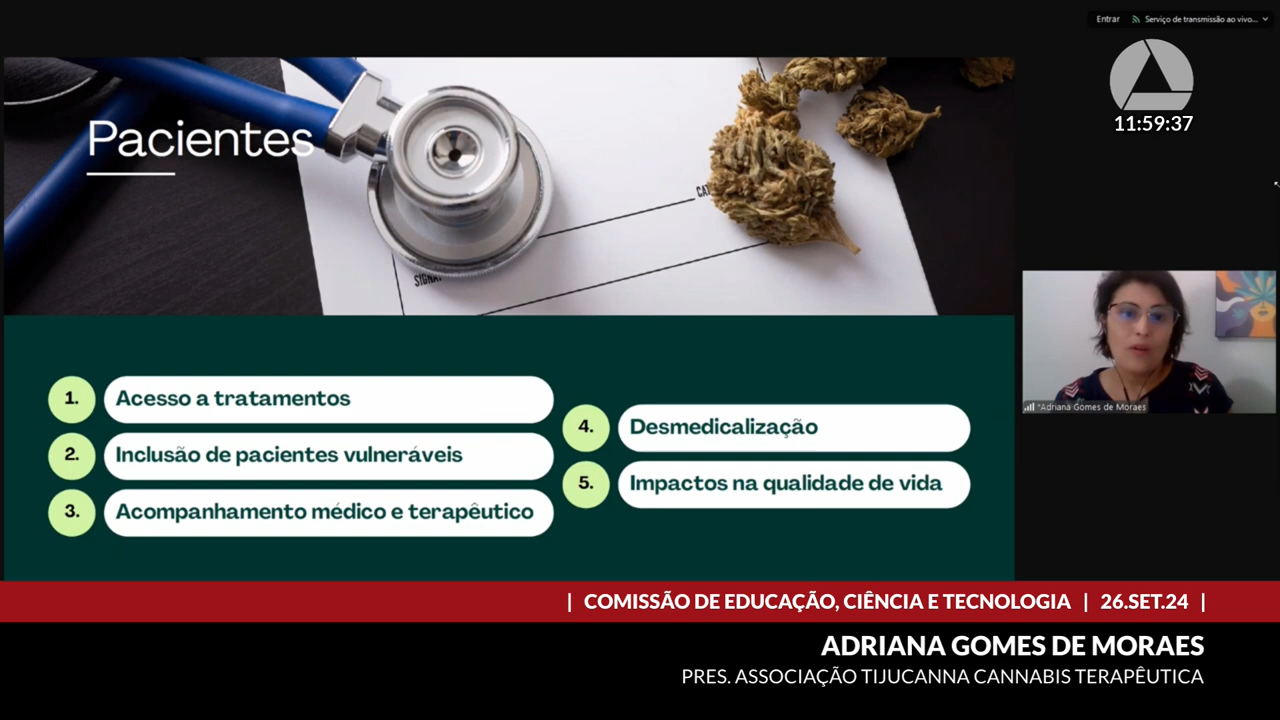 Entrar
Serviço de transmissão ao vivo...
11:59:37
Pacientes
SIGNA
CAT
1.
Acesso a tratamentos
2.
Inclusão de pacientes vulneráveis
3.
Acompanhamento médico e terapêutico
4.
Desmedicalização
5.
Impactos na qualidade de vida
*Adriana Gomes de Moraes
| COMISSÃO DE EDUCAÇÃO, CIÊNCIA E TECNOLOGIA | 26.SET.24 |
ADRIANA GOMES DE MORAES
PRES. ASSOCIAÇÃO TIJUCANNA CANNABIS TERAPÊUTICA